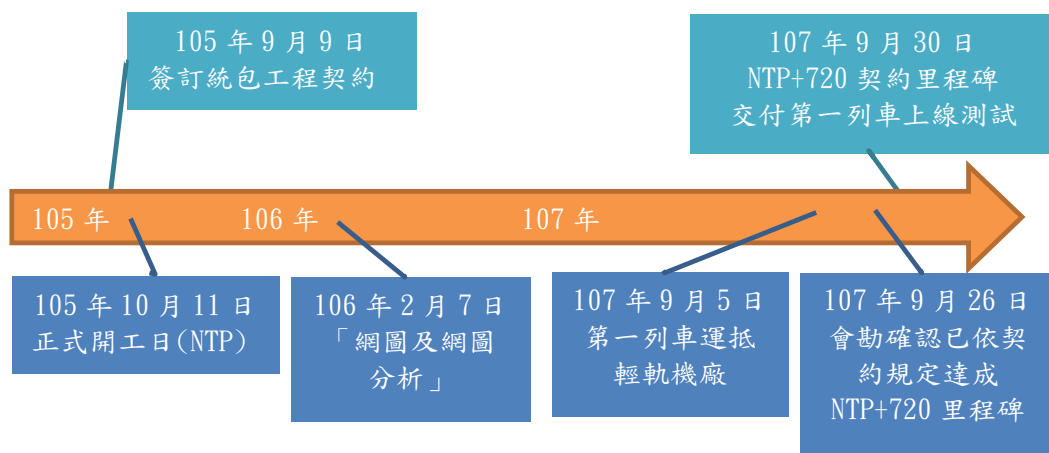 105 年 9 月 9 日
簽訂統包工程契約
107 年 9 月 30 日
NTP+720 契約里程碑
交付第一列車上線測試
105 年
106 年
107 年
105 年 10 月 11 日
正式開工日(NTP)
106 年 2 月 7 日
「網圖及網圖
分析」
107 年 9 月 5 日
第一列車運抵
輕軌機廠
107 年 9 月 26 日
會勘確認已依契
約規定達成
NTP+720 里程碑